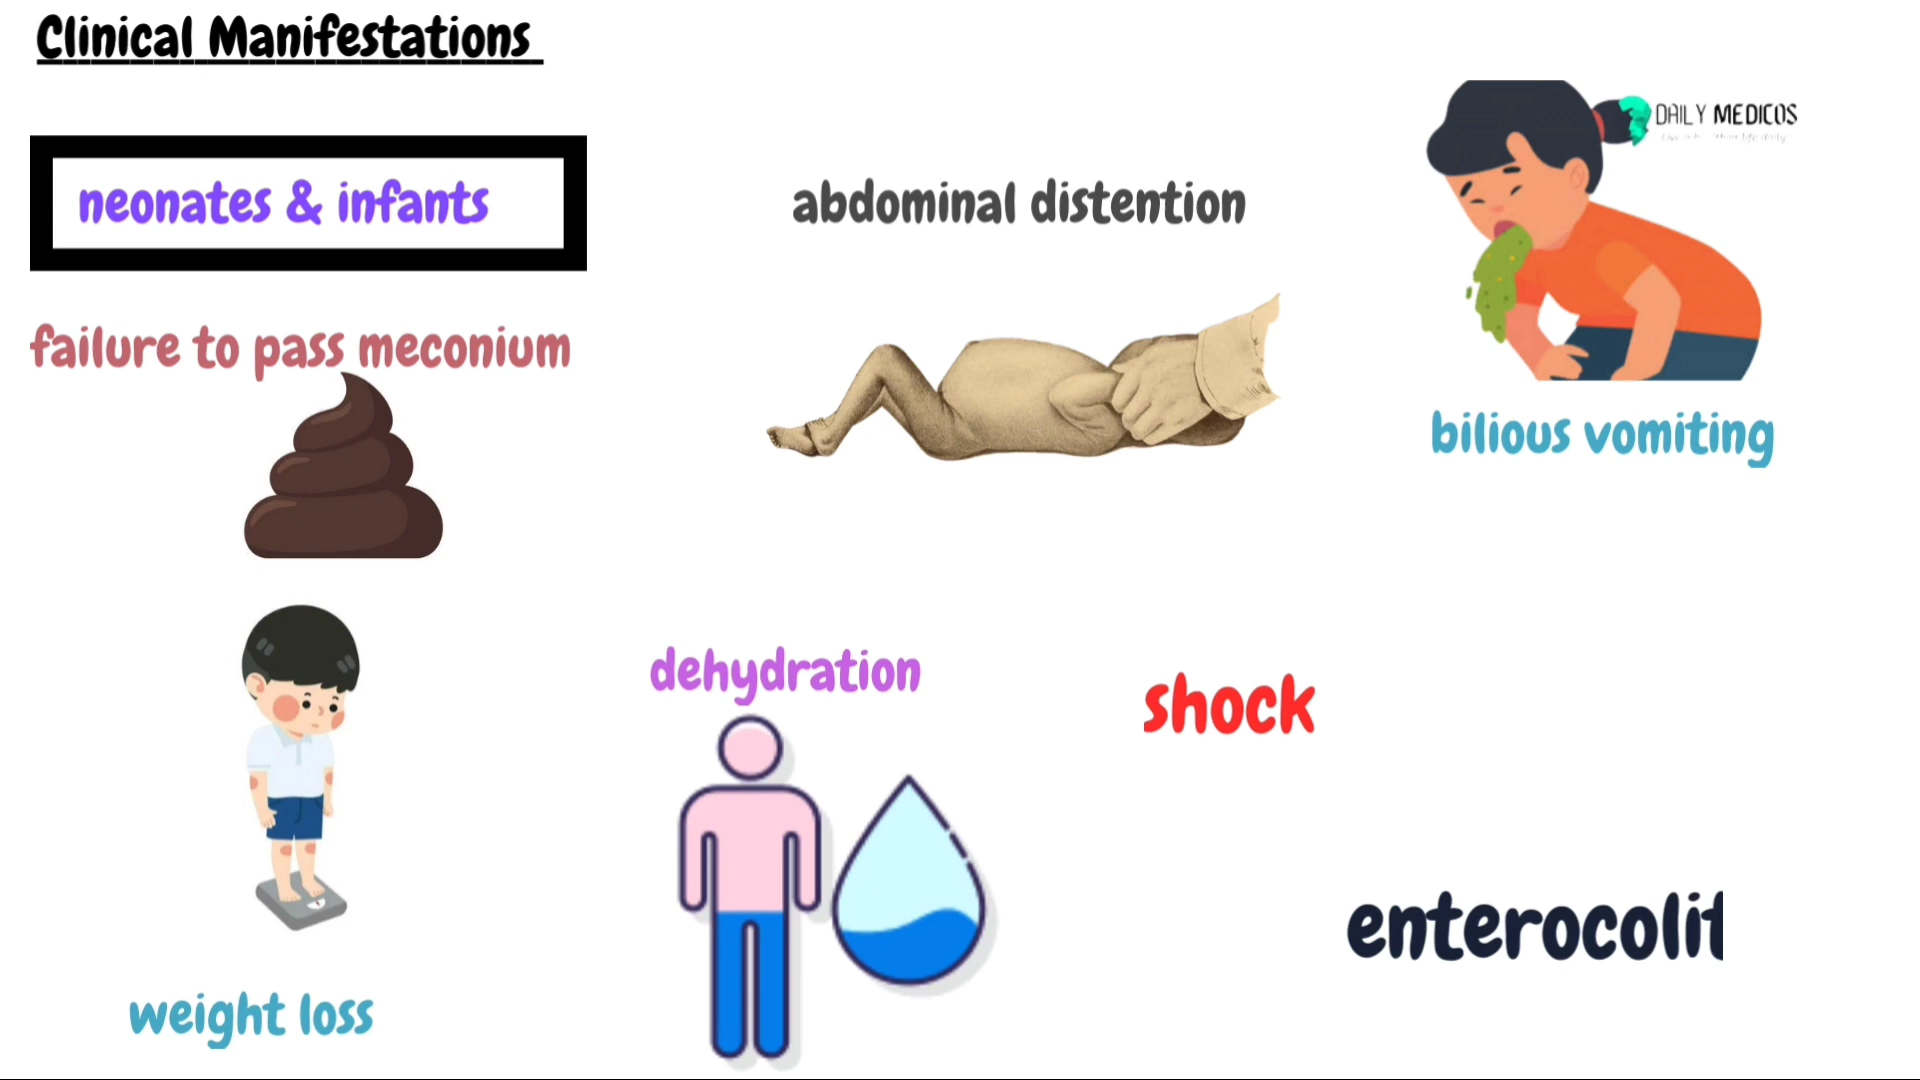 Clinical Manifestations
neonates & infants
abdominal distention
DAILY MEDICOS
failure to pass meconium
bilious vomiting
dehydration
shock
enterocolit
weight loss